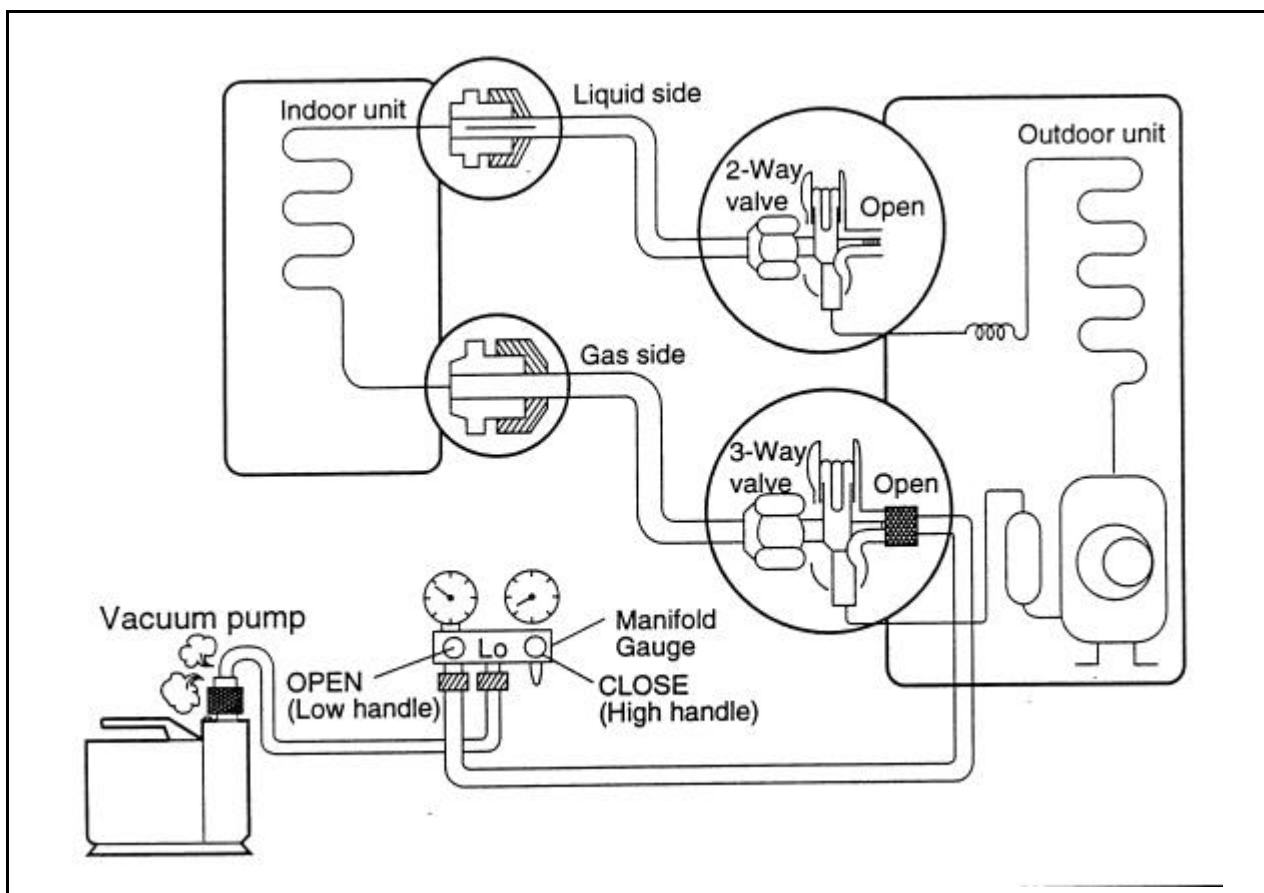 Indoor unit
Liquid side
2-Way
valve
Open
Outdoor unit
Gas side
3-Way
valve
Open
Vacuum pump
Manifold
Gauge
Lo
OPEN
(Low handle)
CLOSE
(High handle)